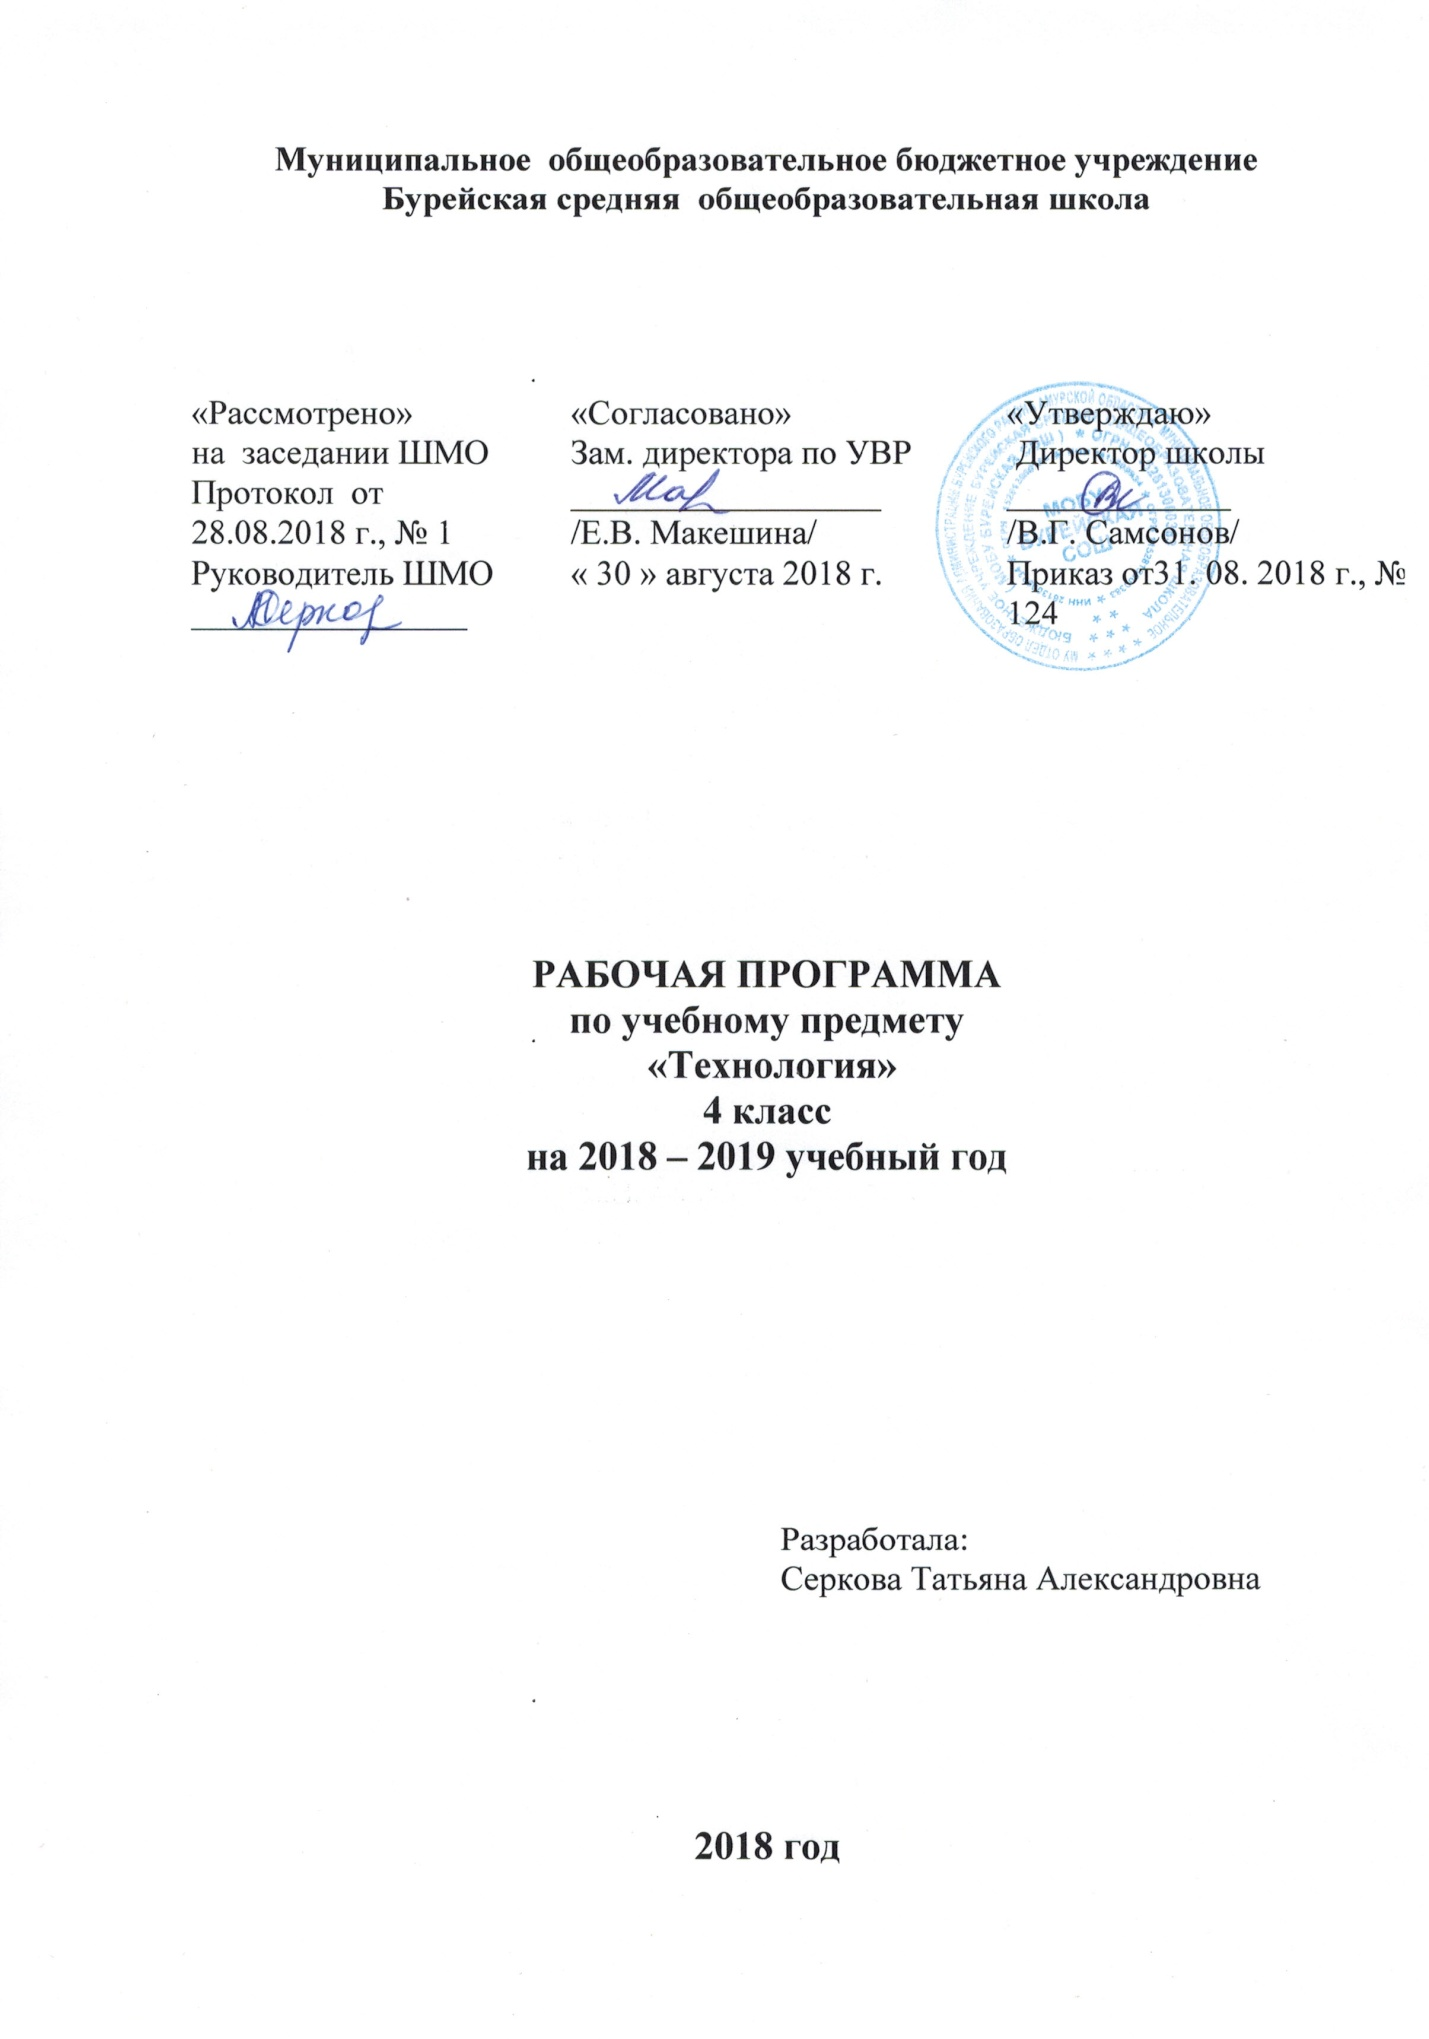 Муниципальное общеобразовательное бюджетное учреждение
Бурейская средняя общеобразовательная школа
«Рассмотрено»
на заседании ШМО
Протокол от
28.08.2018 г., № 1
Руководитель ШМО
«Согласовано»
Зам. директора по УВР
/Е.В. Макешина/
« 30 » августа 2018 г.
«Утверждаю»
Директор школы
/В.Г. Самсонов/
Приказ от31. 08. 2018 г., №
124
МОБУ
БУРЕЙСКАЯ
СОШ
РАБОЧАЯ ПРОГРАММА
по учебному предмету
«Технология»
4 класс
на 2018 – 2019 учебный год
Разработала:
Серкова Татьяна Александровна
2018 год